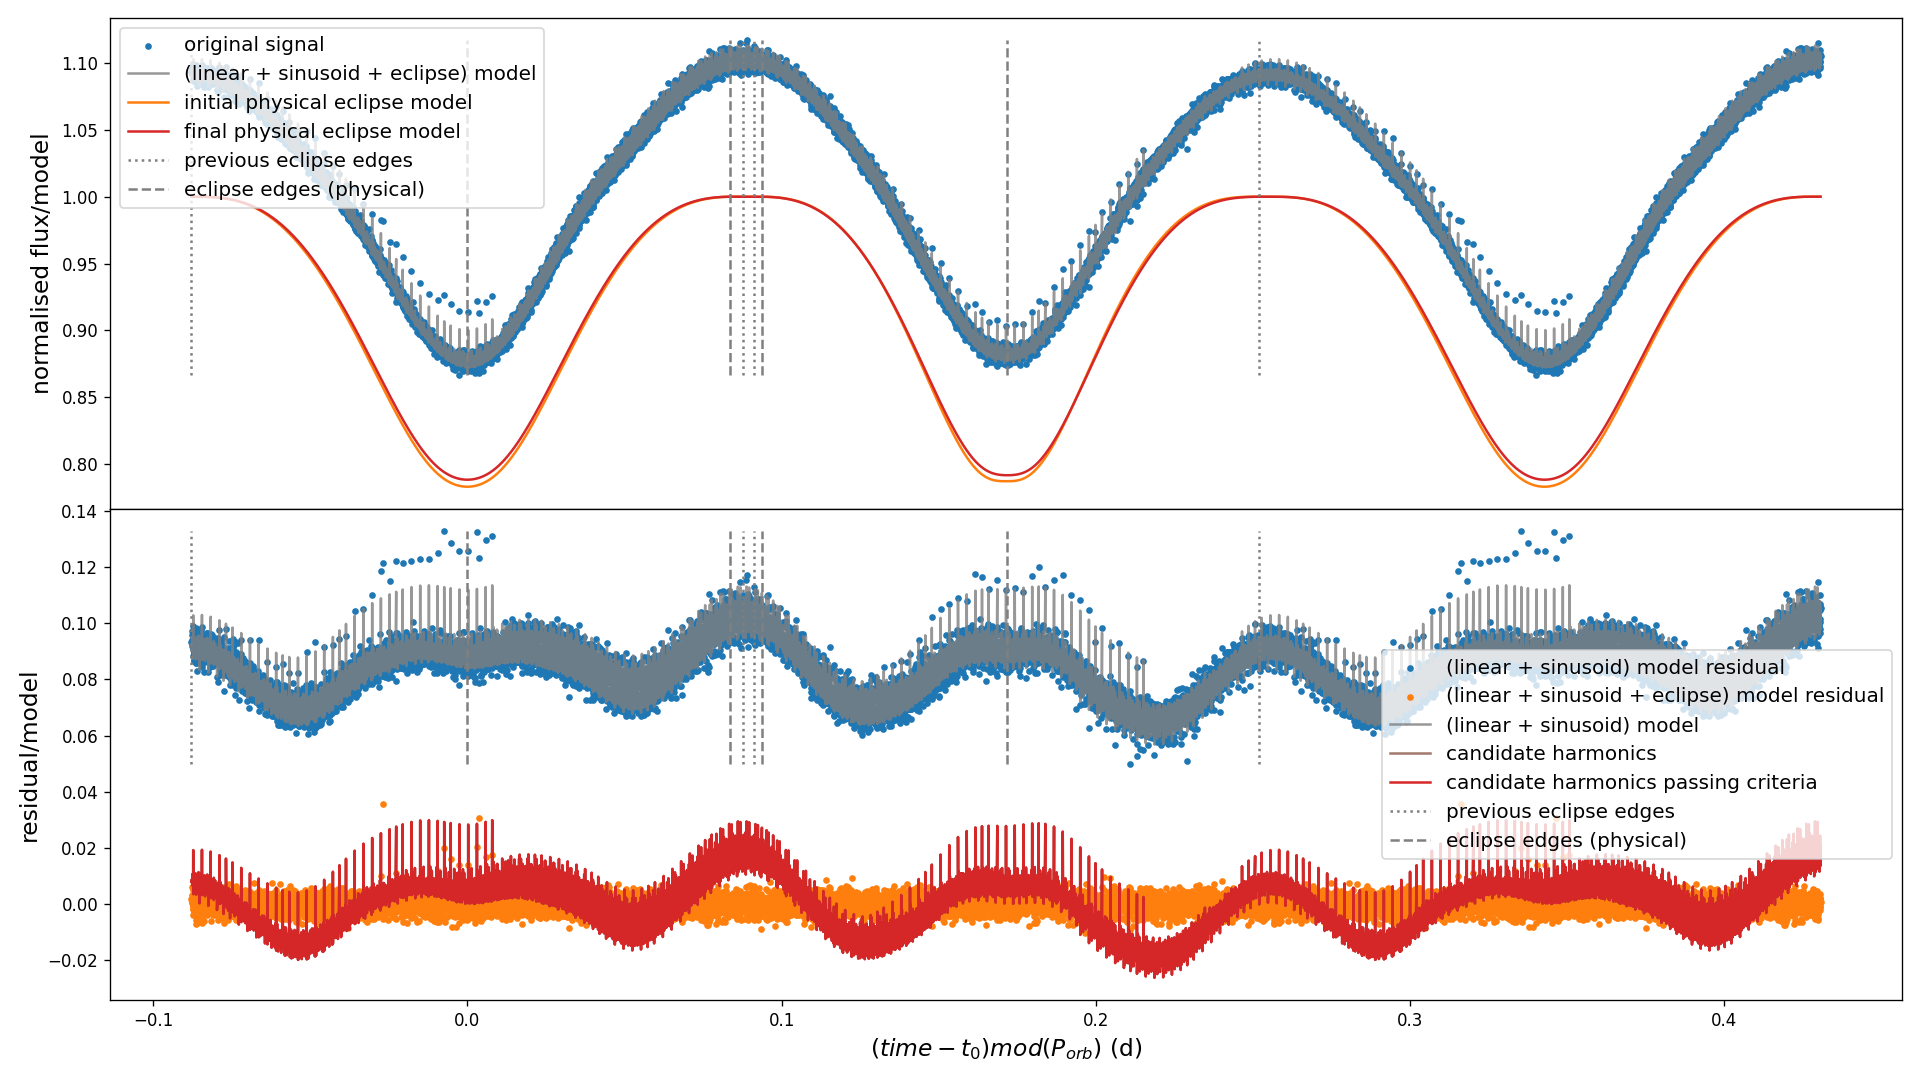 original signal
(linear + sinusoid + eclipse) model
initial physical eclipse model
final physical eclipse model
previous eclipse edges
eclipse edges (physical)
normalised flux/model
1.10
1.05
1.00
0.95
0.90
0.85
0.80
(linear + sinusoid) model residual
(linear + sinusoid + eclipse) model residual
(linear + sinusoid) model
candidate harmonics
candidate harmonics passing criteria
previous eclipse edges
eclipse edges (physical)
residual/model
0.14
0.12
0.10
0.08
0.06
0.04
0.02
0.00
−0.02
−0.1 0.0 0.1 0.2 0.3 0.4
(time − t₀)mod(P_orb) (d)